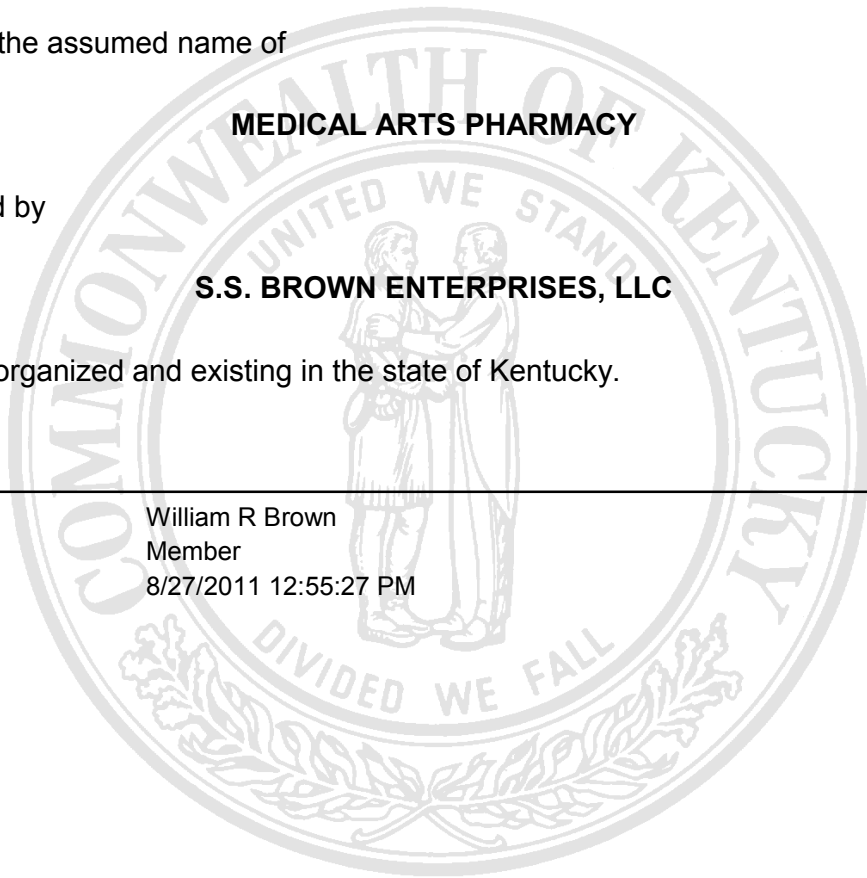 the assumed name of
MEDICAL ARTS PHARMACY
d by
S.S. BROWN ENTERPRISES, LLC
organized and existing in the state of Kentucky.
William R Brown
Member
8/27/2011 12:55:27 PM
COMMONWEALTH OF KENTUCKY
UNITED WE STAND
DIVIDED WE FALL